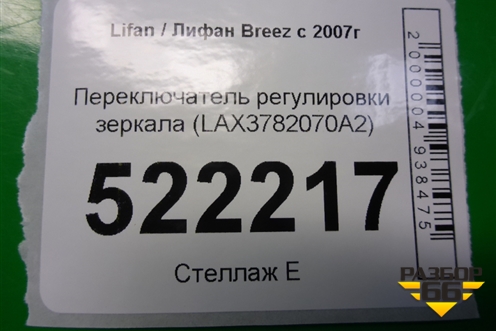 Lifan / Лифан Breez с 2007г
Переключатель регулировки
зеркала (LAX3782070A2)
522217
Стеллаж Е
2000004938475
РАЗБОР
66